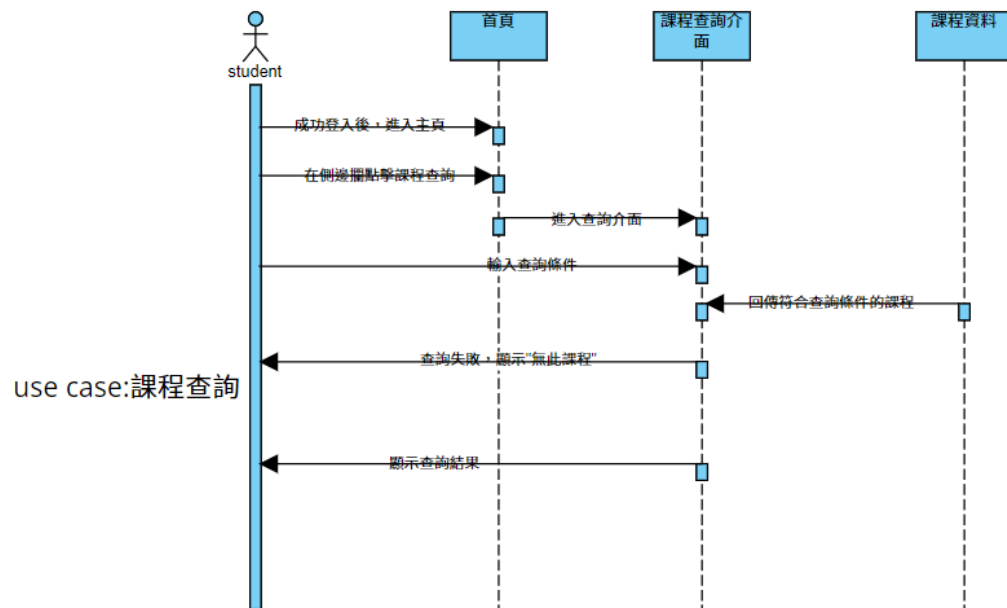 student
首頁
課程查詢介
面
課程資料
成功登入後，進入主頁
在側邊攔點擊課程查詢
進入查詢介面
輸入查詢條件
回傳符合查詢條件的課程
查詢失敗，顯示"無此課程"
use case:課程查詢
顯示查詢結果